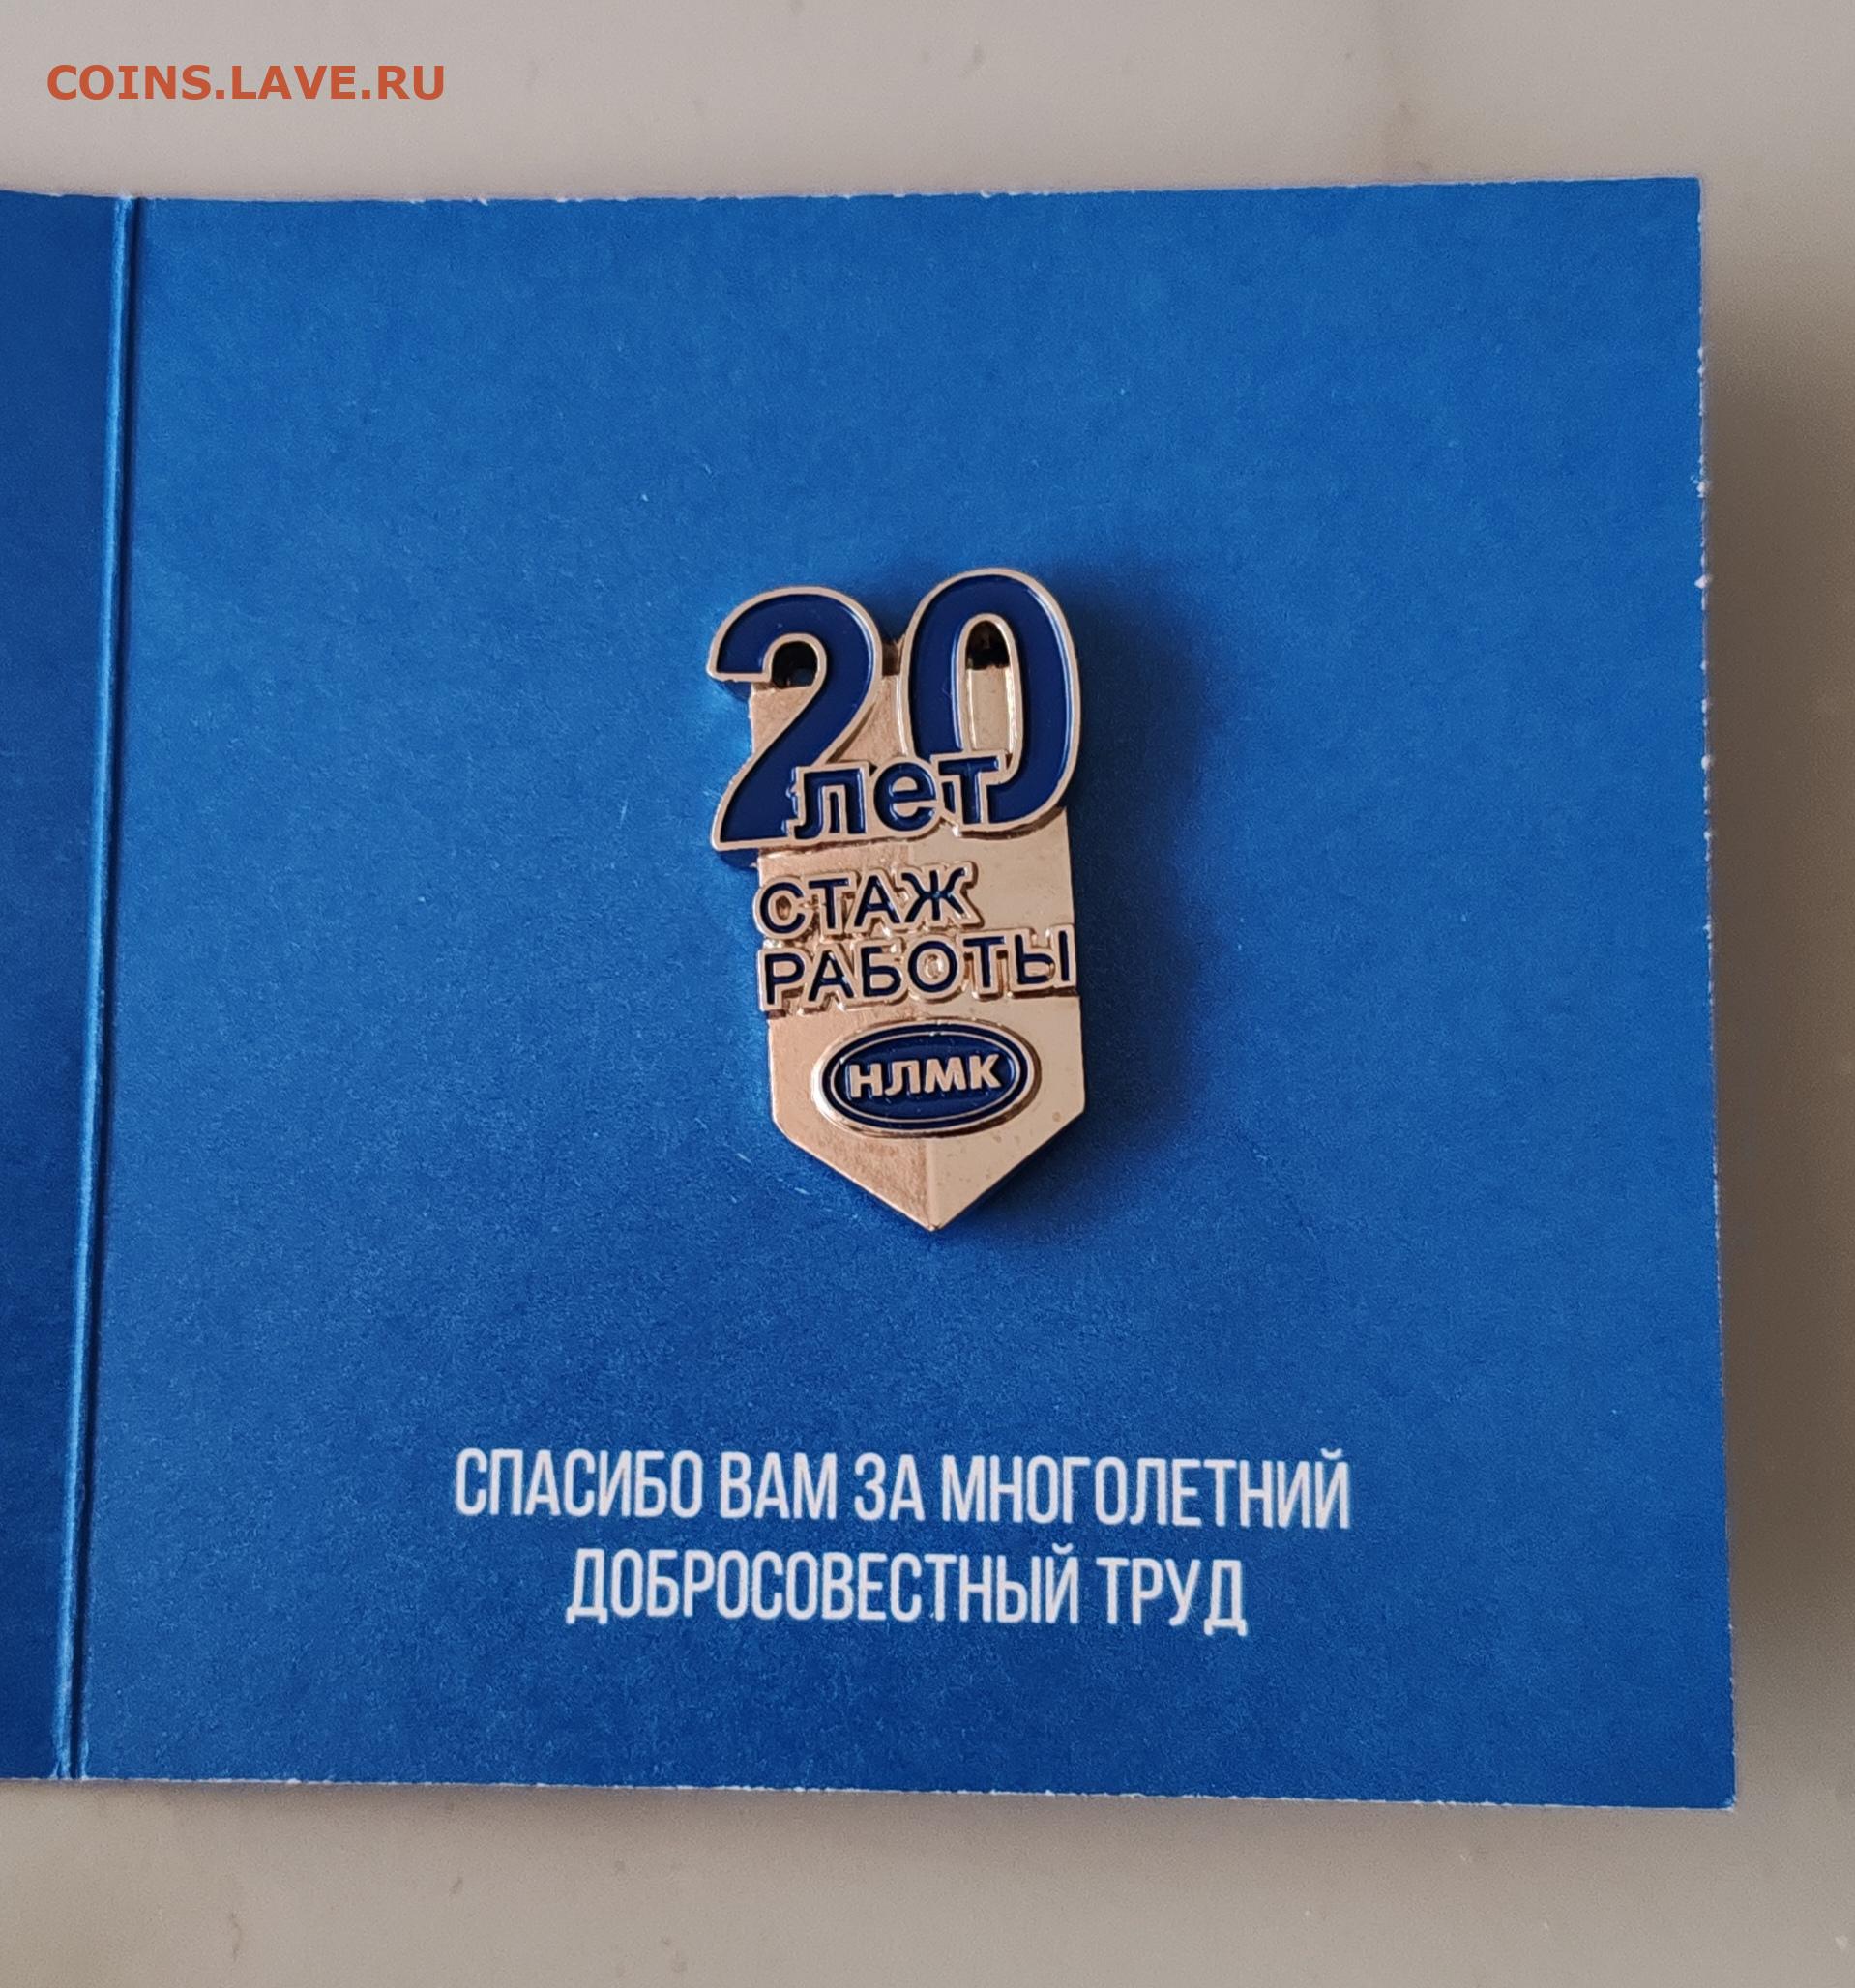 COINS.LAVE.RU
20
лет
СТАЖ
РАБОТЫ
НЛМК
СПАСИБО ВАМ ЗА МНОГОЛЕТНИЙ
ДОБРОСОВЕСТНЫЙ ТРУД